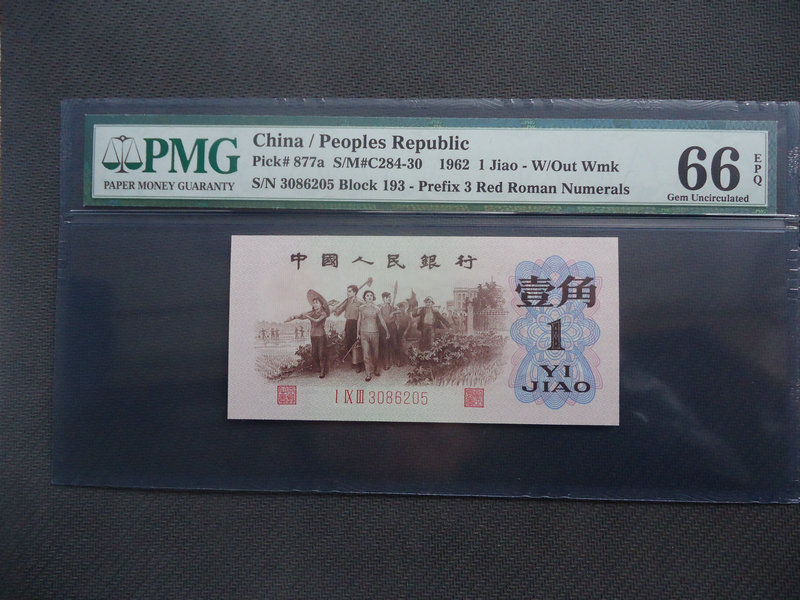 PMG
PAPER MONEY GUARANTY
China / Peoples Republic
Pick# 877a S/M#C284-30 1962 1 Jiao - W/Out Wmk
S/N 3086205 Block 193 - Prefix 3 Red Roman Numerals
66 EPQ
Gem Uncirculated
中國人民銀行
壹角
1
YI
JIAO
I IX III 3086205